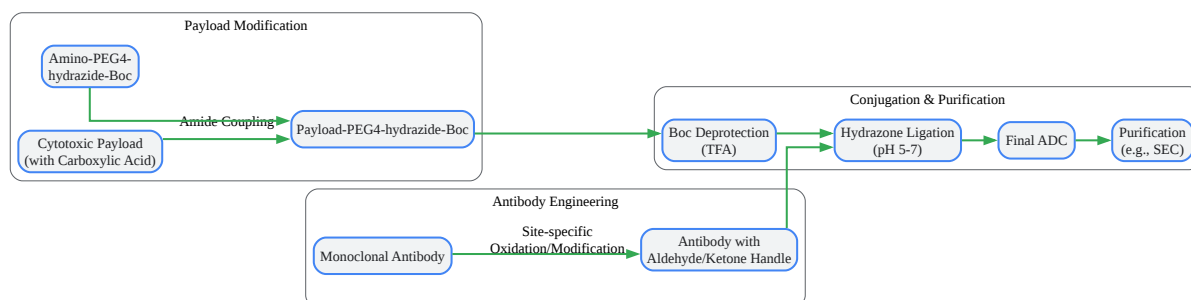 Payload Modification
Amino-PEG4-
hydrazide-Boc
Amide Coupling
Cytotoxic Payload
(with Carboxylic Acid)
Payload-PEG4-hydrazide-Boc
Conjugation & Purification
Boc Deprotection
(TFA)
Hydrazone Ligation
(pH 5-7)
Final ADC
Purification
(e.g., SEC)
Antibody Engineering
Monoclonal Antibody
Site-specific
Oxidation/Modification
Antibody with
Aldehyde/Ketone Handle